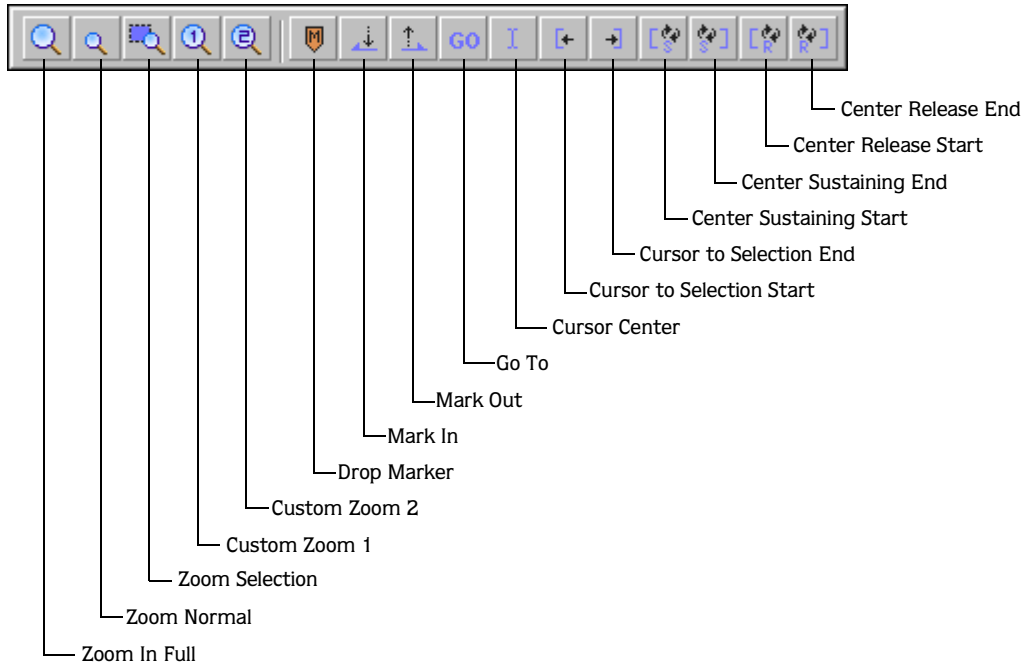 1 2 M GO I S S R R
Center Release End
Center Release Start
Center Sustaining End
Center Sustaining Start
Cursor to Selection End
Cursor to Selection Start
Cursor Center
Go To
Mark Out
Mark In
Drop Marker
Custom Zoom 2
Custom Zoom 1
Zoom Selection
Zoom Normal
Zoom In Full